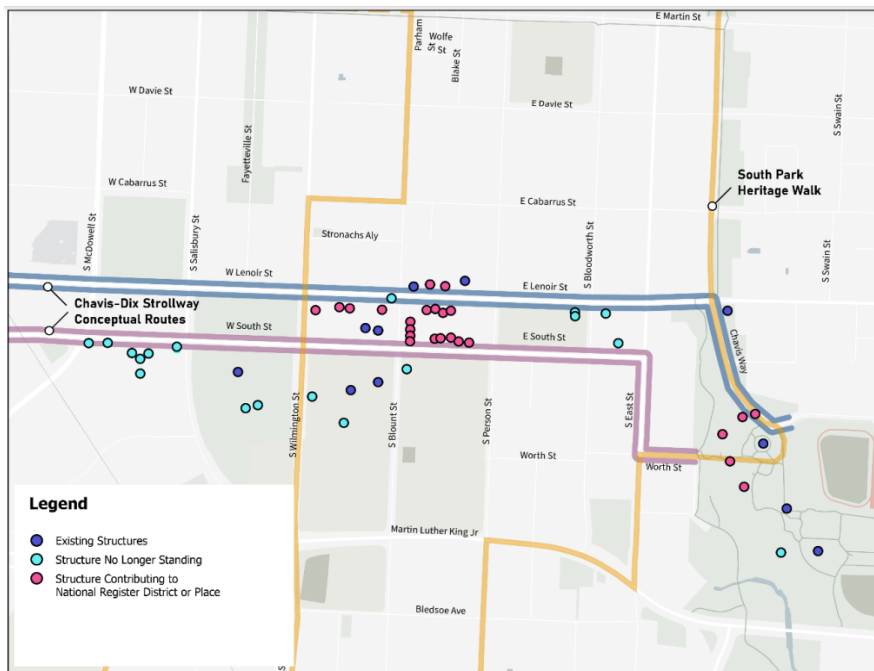 E Martin St
Parham
St
Wolfe
St
Blake St
W Davie St
E Davie St
S Swain St
Fayetteville St
South Park
Heritage Walk
W Cabarrus St
E Cabarrus St
S McDowell St
S Salisbury St
Stronachs Aly
S Bloodworth St
S Swain St
W Lenoir St
E Lenoir St
Chavis-Dix Strollway
Conceptual Routes
W South St
E South St
Chavis Way
S Wilmington St
S Blount St
S Person St
S East St
Worth St
Worth St
Legend
Existing Structures
Structure No Longer Standing
Structure Contributing to
National Register District or Place
Martin Luther King Jr
Bledsoe Ave